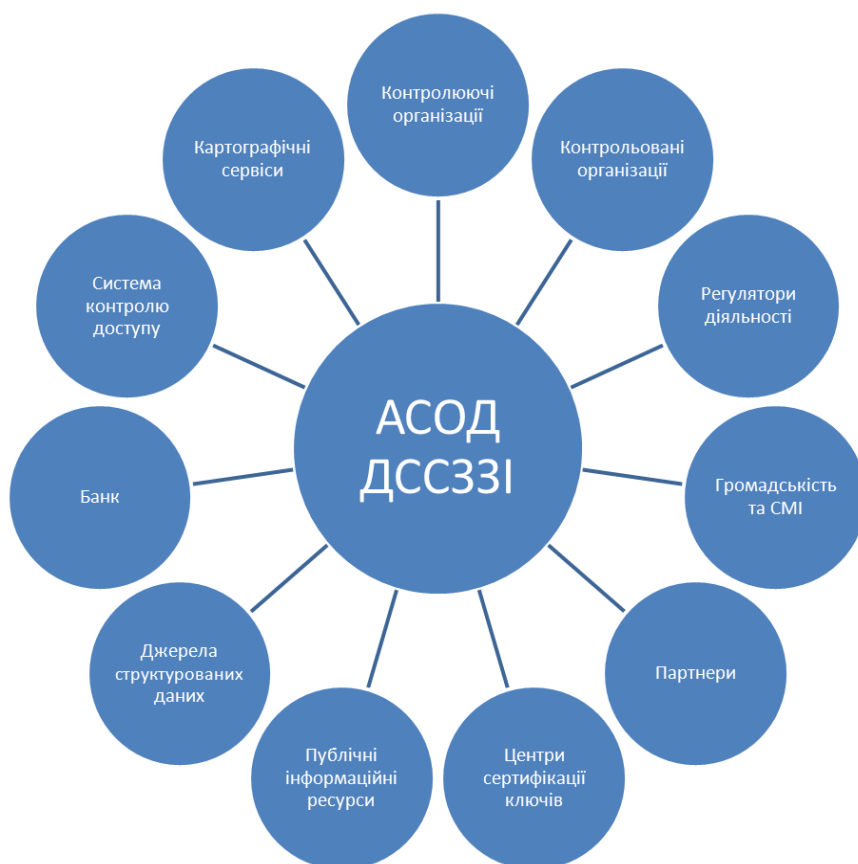 Контролюючі
організації
Контрольовані
організації
Регулятори
діяльності
Громадськість
та СМІ
Партнери
Центри
сертифікації
ключів
Публічні
інформаційні
ресурси
Джерела
структурованих
даних
Банк
Система
контролю
доступу
Картографічні
сервіси
АСОД
ДССЗЗІ